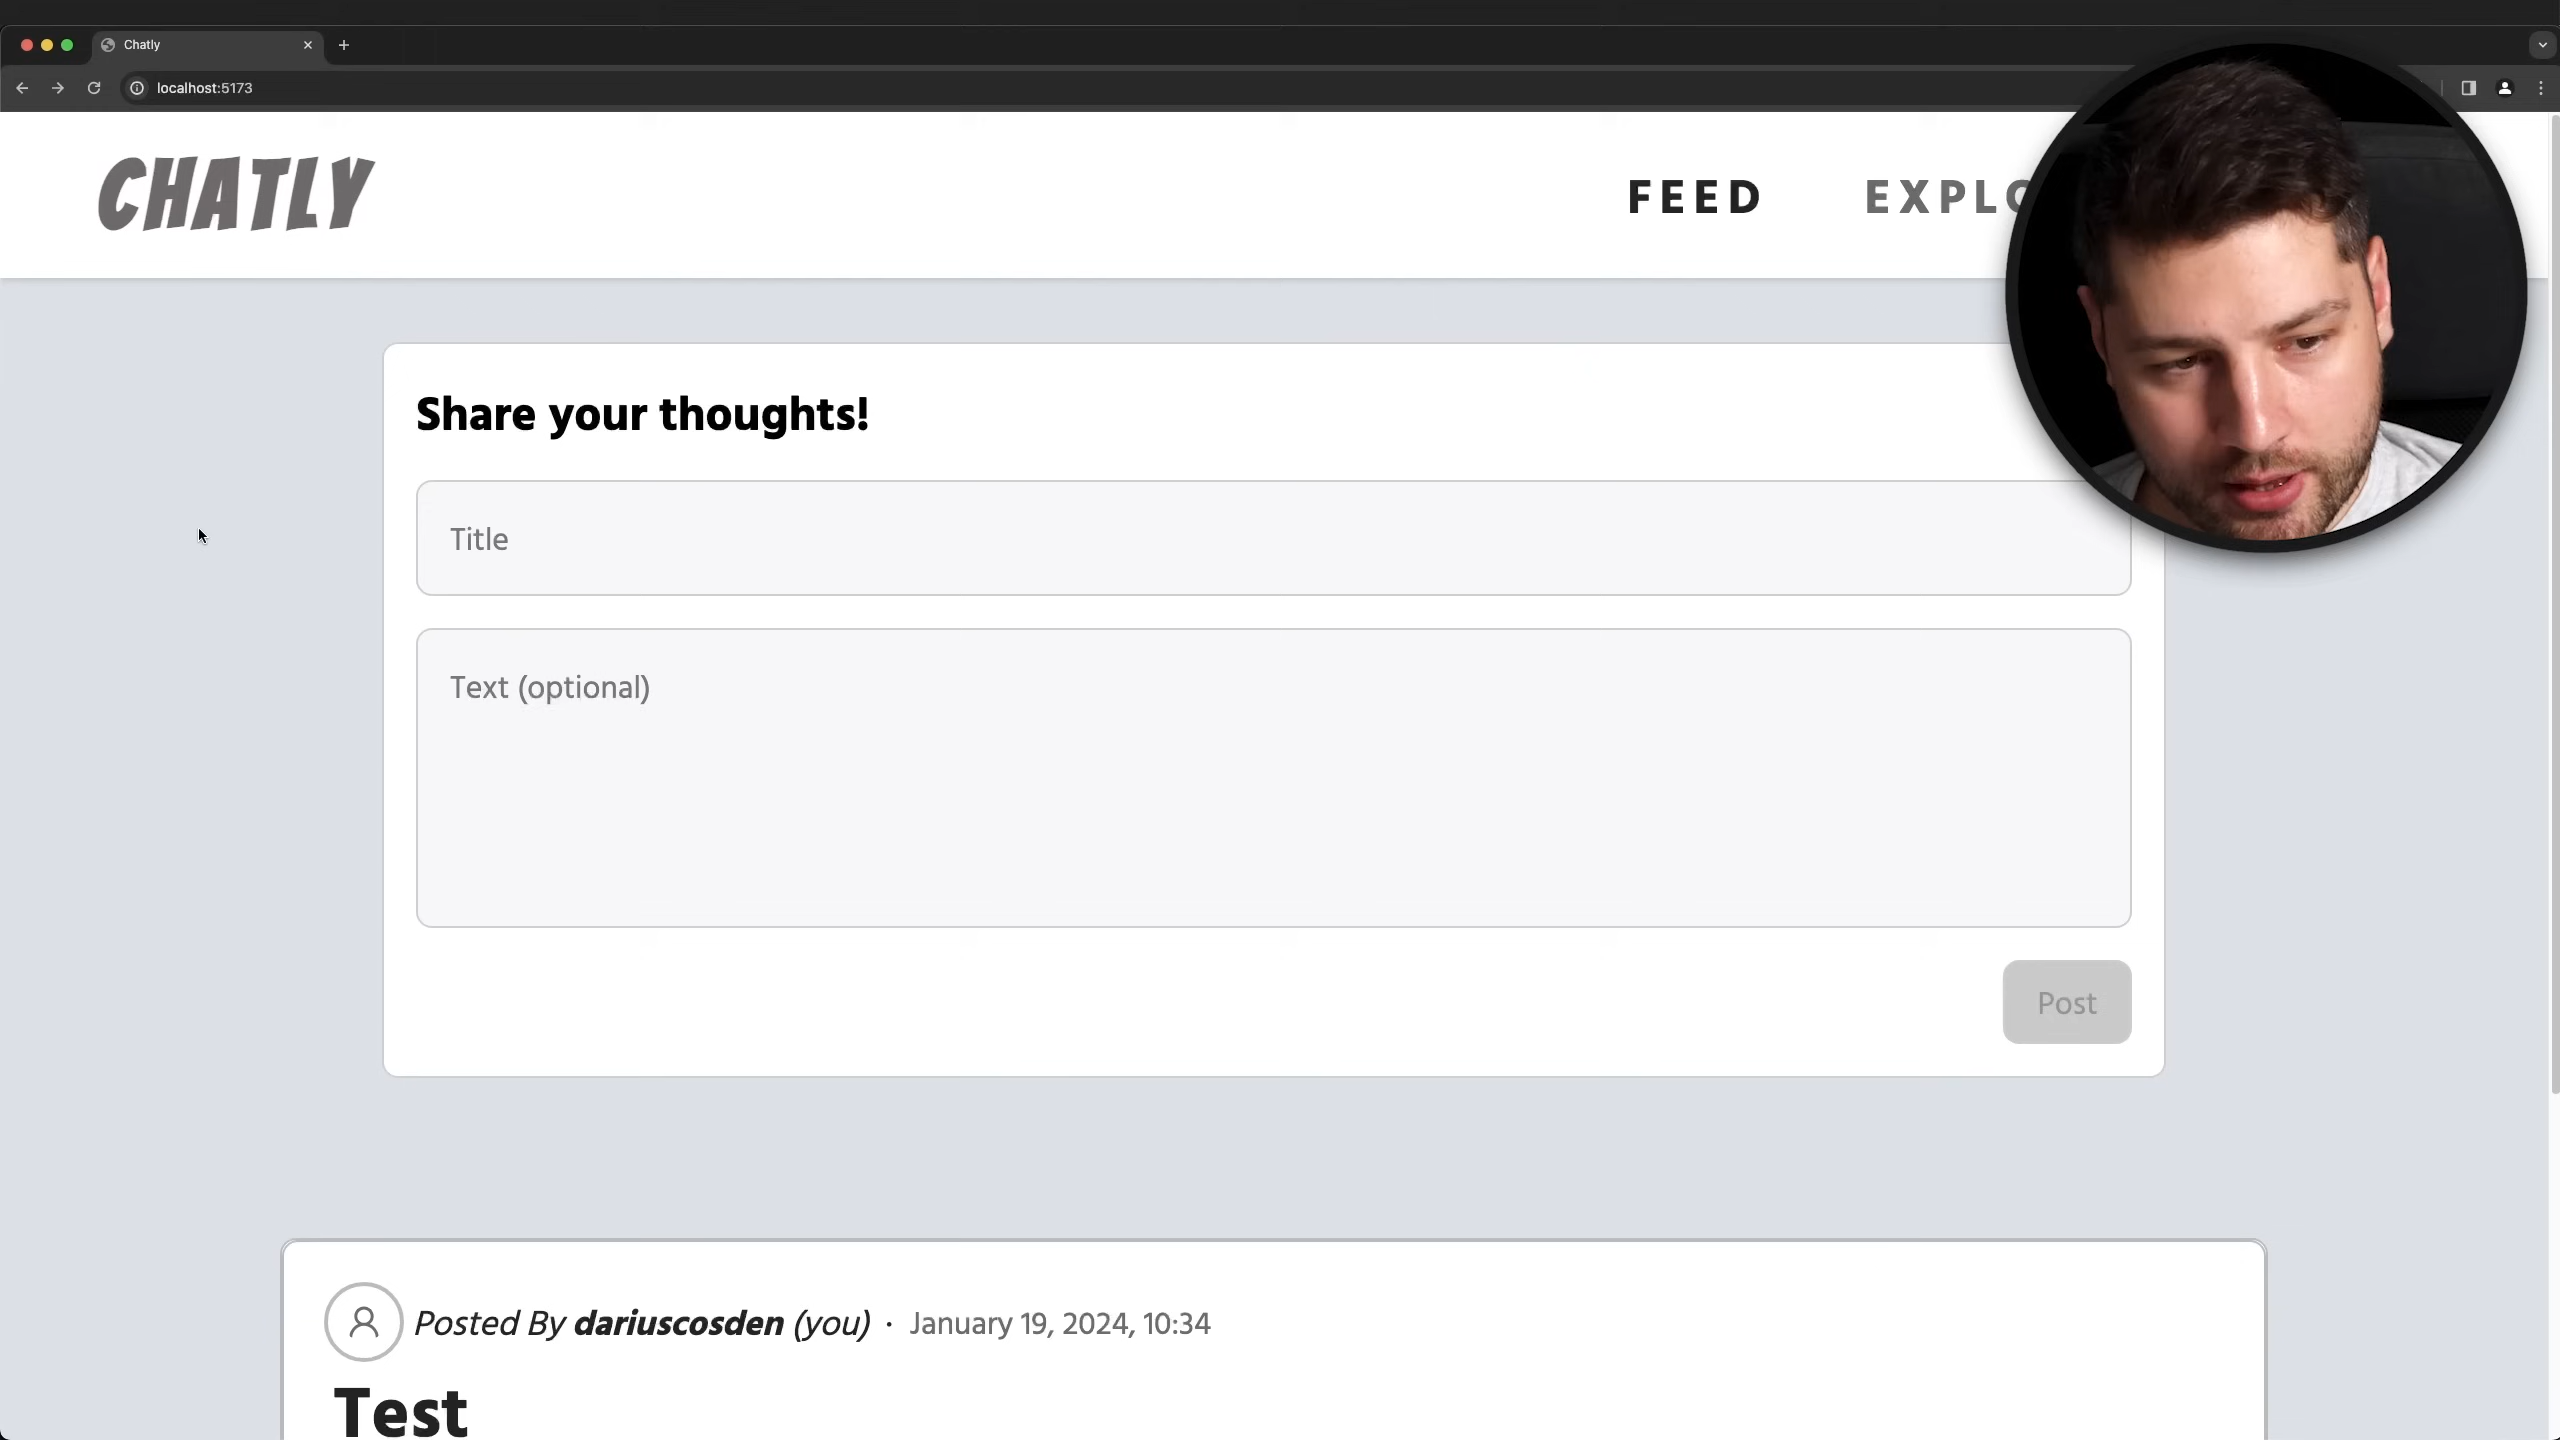 Chatly
localhost:5173
CHATLY
FEED
Share your thoughts!
Title
Text (optional)
Post
Posted By dariuscosden (you) · January 19, 2024, 10:34
Test